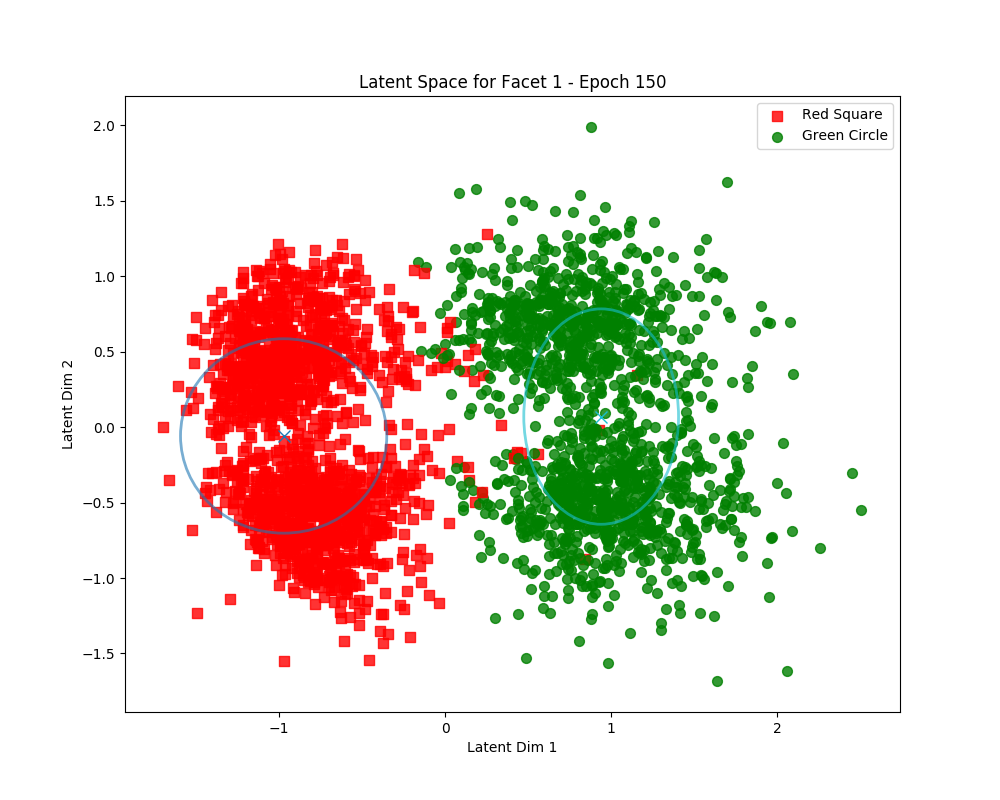 Latent Space for Facet 1 - Epoch 150
Red Square
Green Circle
2.0
1.5
1.0
0.5
0.0
−0.5
−1.0
−1.5
Latent Dim 2
−1
0
1
2
Latent Dim 1